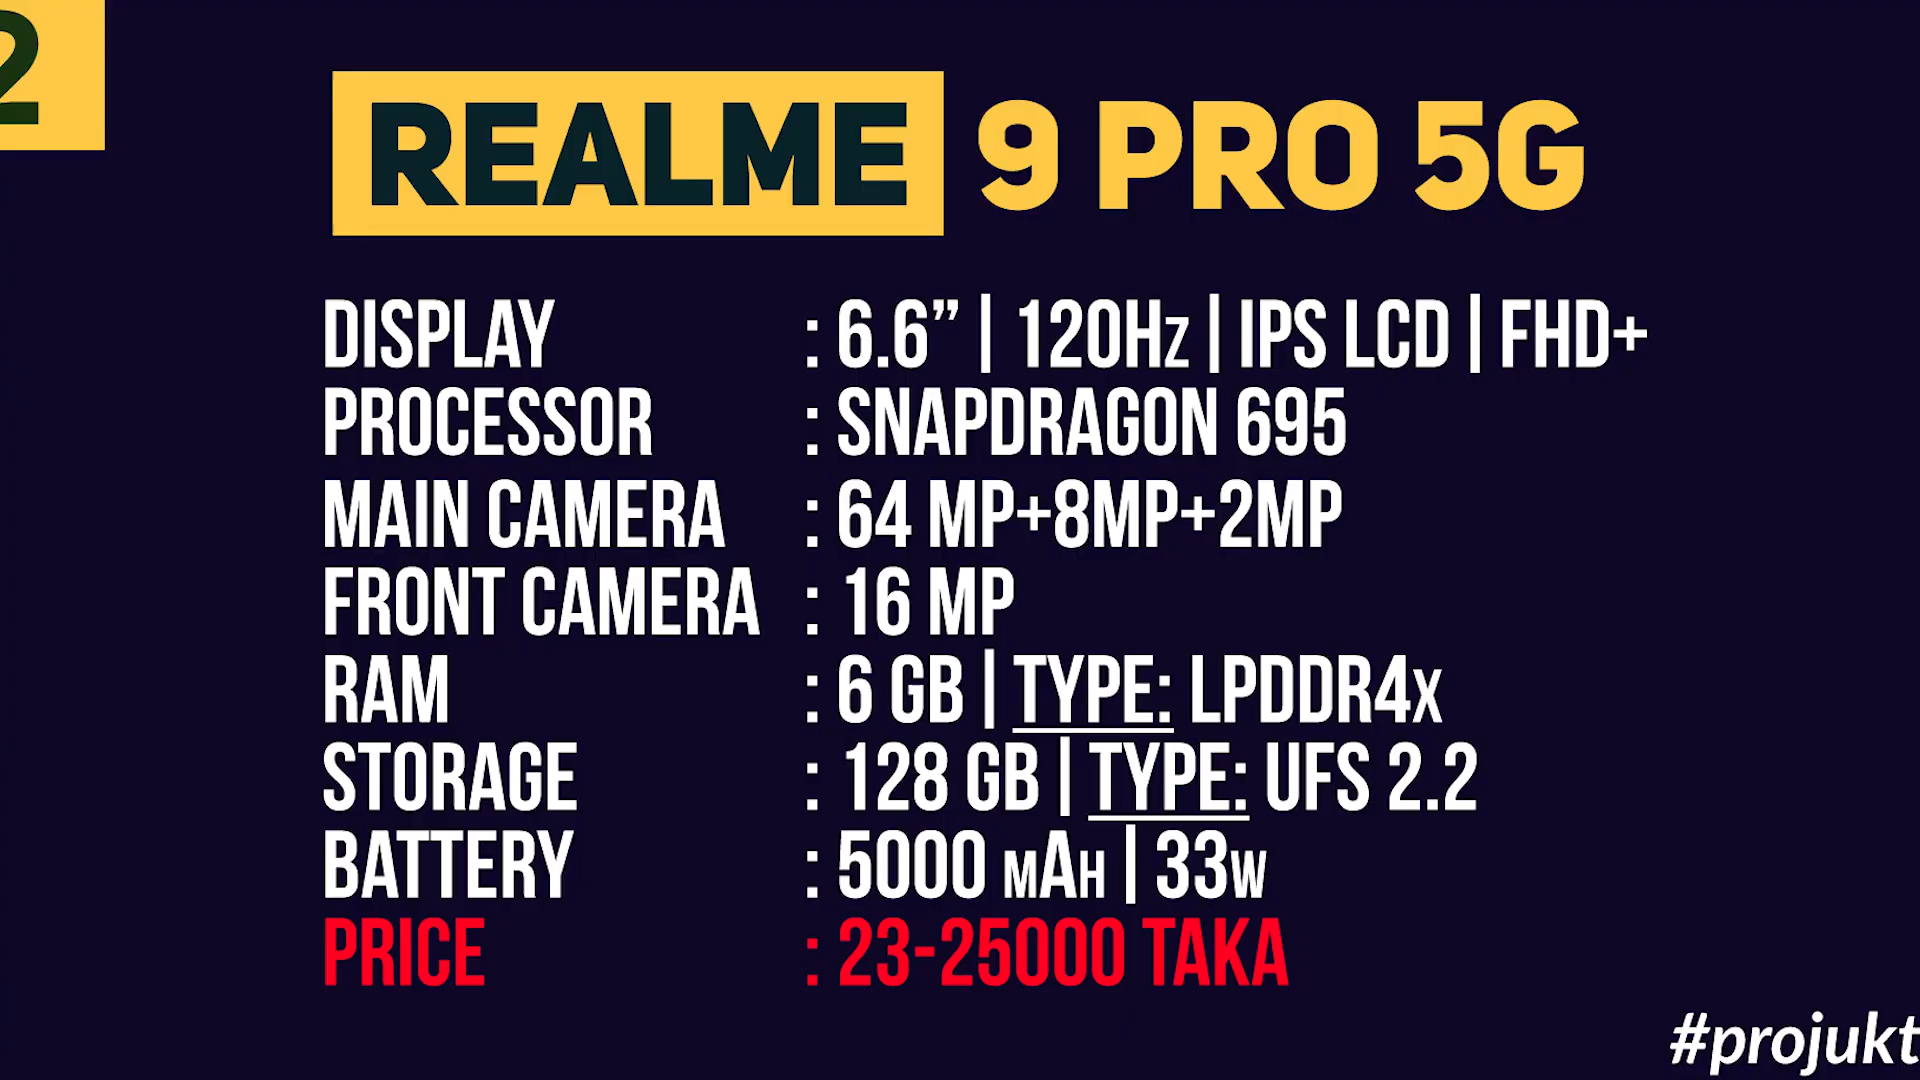 2
REALME 9 PRO 5G
DISPLAY : 6.6” | 120Hz | IPS LCD | FHD+
PROCESSOR : SNAPDRAGON 695
MAIN CAMERA : 64 MP+8MP+2MP
FRONT CAMERA : 16 MP
RAM : 6 GB | TYPE: LPDDR4X
STORAGE : 128 GB | TYPE: UFS 2.2
BATTERY : 5000 MAH | 33W
PRICE : 23-25000 TAKA
#projukt